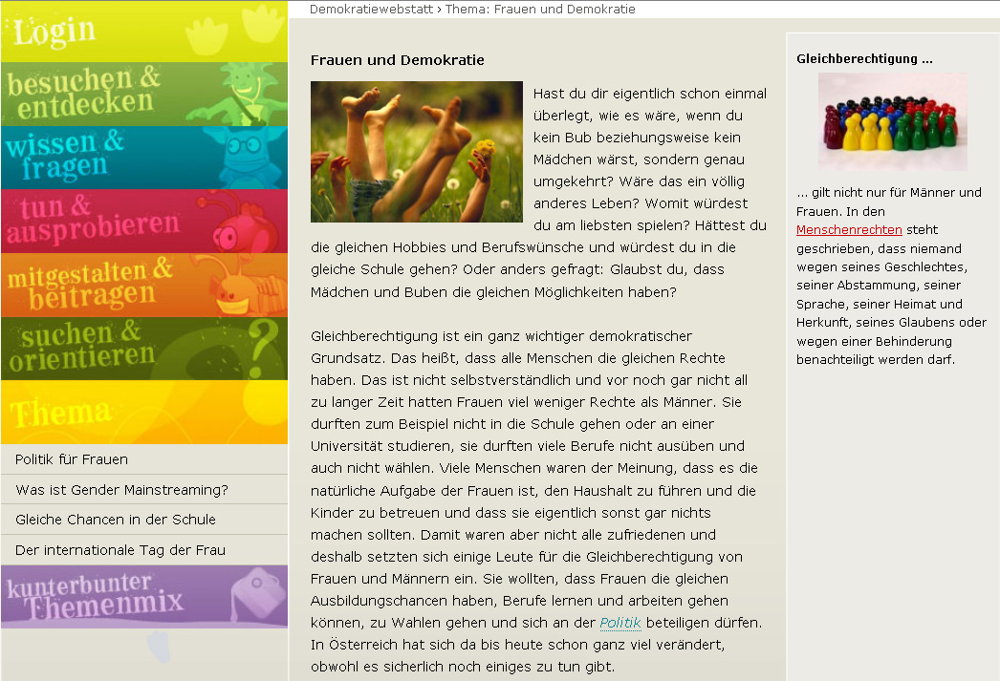 Demokratiewebstatt › Thema: Frauen und Demokratie
Login
besuchen &
entdecken
wissen &
fragen
tun &
ausprobieren
mitgestalten &
beitragen
suchen &
orientieren
?
Thema
Politik für Frauen
Was ist Gender Mainstreaming?
Gleiche Chancen in der Schule
Der internationale Tag der Frau
kunterbunter
Themenmix
Frauen und Demokratie
Hast du dir eigentlich schon einmal
überlegt, wie es wäre, wenn du
kein Bub beziehungsweise kein
Mädchen wärst, sondern genau
umgekehrt? Wäre das ein völlig
anderes Leben? Womit würdest
du am liebsten spielen? Hättest du
die gleichen Hobbies und Berufswünsche und würdest du in die
gleiche Schule gehen? Oder anders gefragt: Glaubst du, dass
Mädchen und Buben die gleichen Möglichkeiten haben?
Gleichberechtigung ist ein ganz wichtiger demokratischer
Grundsatz. Das heißt, dass alle Menschen die gleichen Rechte
haben. Das ist nicht selbstverständlich und vor noch gar nicht all
zu langer Zeit hatten Frauen viel weniger Rechte als Männer. Sie
durften zum Beispiel nicht in die Schule gehen oder an einer
Universität studieren, sie durften viele Berufe nicht ausüben und
auch nicht wählen. Viele Menschen waren der Meinung, dass es die
natürliche Aufgabe der Frauen ist, den Haushalt zu führen und die
Kinder zu betreuen und dass sie eigentlich sonst gar nichts
machen sollten. Damit waren aber nicht alle zufriedenen und
deshalb setzten sich einige Leute für die Gleichberechtigung von
Frauen und Männern ein. Sie wollten, dass Frauen die gleichen
Ausbildungschancen haben, Berufe lernen und arbeiten gehen
können, zu Wahlen gehen und sich an der Politik beteiligen dürfen.
In Österreich hat sich da bis heute schon ganz viel verändert,
obwohl es sicherlich noch einiges zu tun gibt.
Gleichberechtigung ...
... gilt nicht nur für Männer und
Frauen. In den
Menschenrechten steht
geschrieben, dass niemand
wegen seines Geschlechtes,
seiner Abstammung, seiner
Sprache, seiner Heimat und
Herkunft, seines Glaubens oder
wegen einer Behinderung
benachteiligt werden darf.